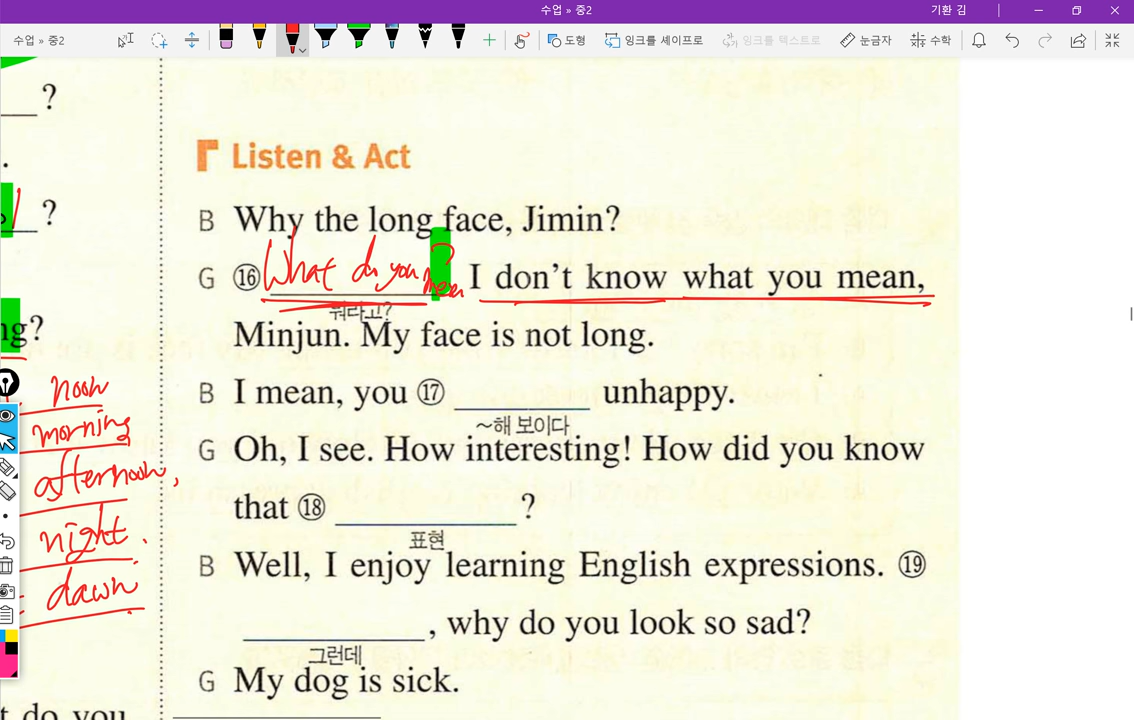 수업 » 중2
기환 김
수업 » 중2
도형
잉크를 셰이프로
잉크를 텍스트로
눈금자
수학
?
.
?
ng?
noon
morning
afternoon,
night.
dawn
Listen & Act
B Why the long face, Jimin?
G ⑯ What do you mean? I don't know what you mean,
뭐라고?
Minjun. My face is not long.
B I mean, you ⑰ ________ unhappy.
~해 보이다
G Oh, I see. How interesting! How did you know
that ⑱ ________ ?
표현
B Well, I enjoy learning English expressions. ⑲
________ , why do you look so sad?
그런데
G My dog is sick.
t do you